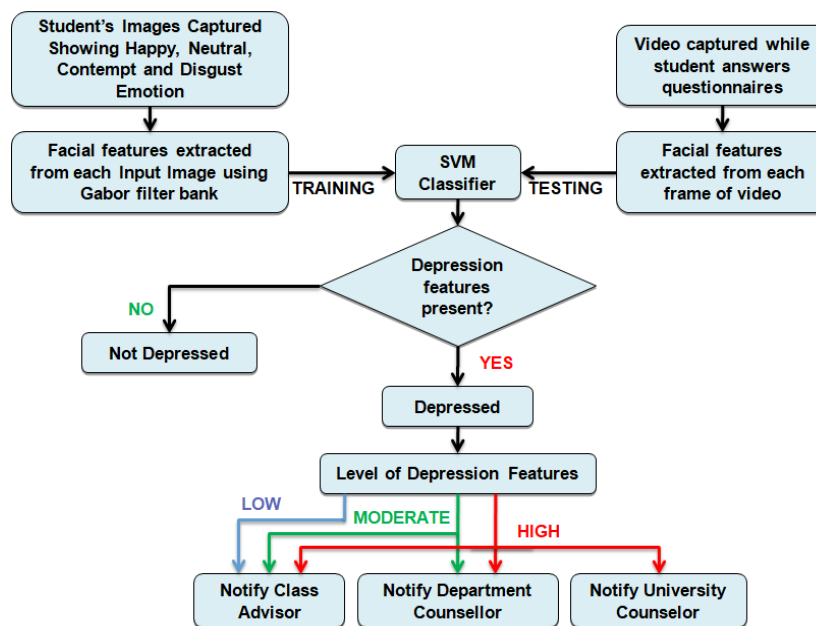 Student's Images Captured
Showing Happy, Neutral,
Contempt and Disgust
Emotion
Video captured while
student answers
questionnaires
Facial features extracted
from each Input Image using
Gabor filter bank
TRAINING
SVM
Classifier
TESTING
Facial features
extracted from each
frame of video
Depression
features
present?
NO
Not Depressed
YES
Depressed
Level of Depression Features
LOW
MODERATE
HIGH
Notify Class
Advisor
Notify Department
Counsellor
Notify University
Counselor